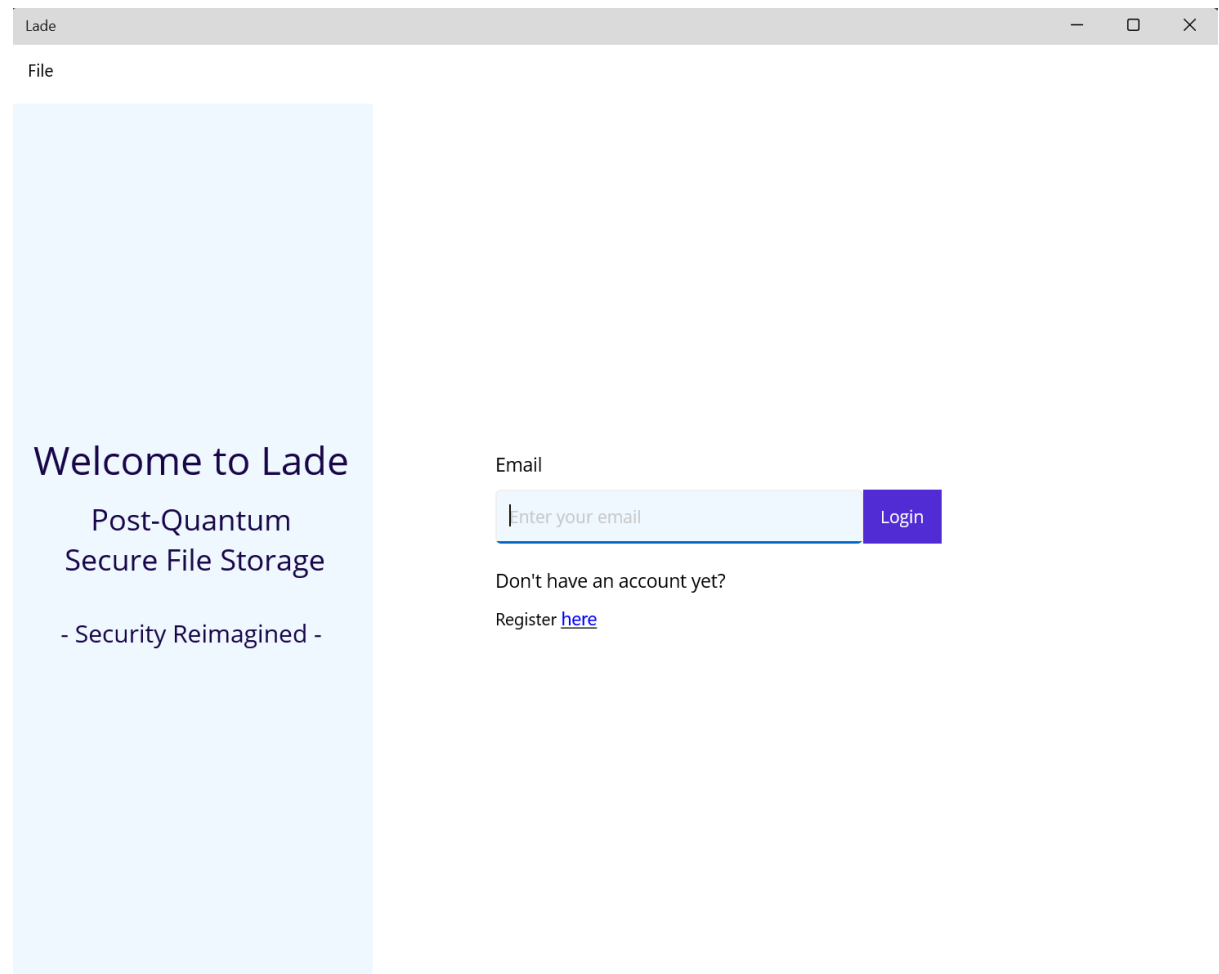 Lade
File
Welcome to Lade
Post-Quantum
Secure File Storage
- Security Reimagined -
Email
Enter your email
Login
Don't have an account yet?
Register here